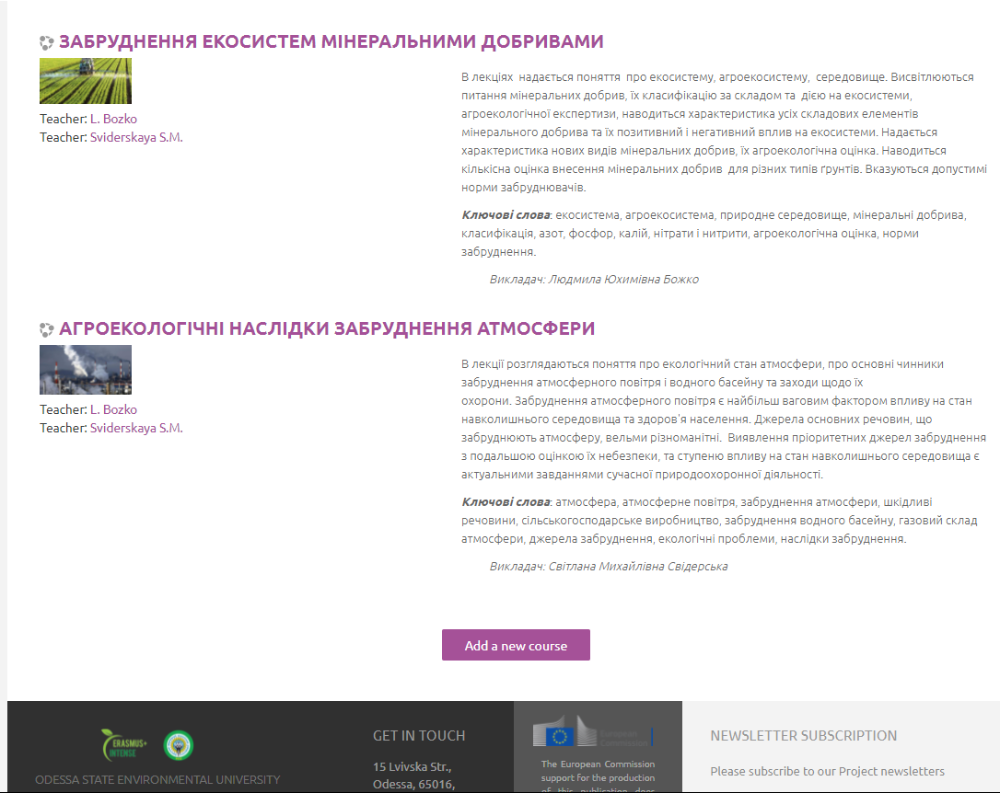 ЗАБРУДНЕННЯ ЕКОСИСТЕМ МІНЕРАЛЬНИМИ ДОБРИВАМИ
Teacher: L. Bozko
Teacher: Sviderskaya S.M.
В лекціях надається поняття про екосистему, агроекосистему, середовище. Висвітлюються
питання мінеральних добрив, їх класифікацію за складом та дією на екосистеми,
агроекологічної експертизи, наводиться характеристика усіх складових елементів
мінерального добрива та їх позитивний і негативний вплив на екосистеми. Надається
характеристика нових видів мінеральних добрив, їх агроекологічна оцінка. Наводиться
кількісна оцінка внесення мінеральних добрив для різних типів ґрунтів. Вказуються допустимі
норми забруднювачів.
Ключові слова: екосистема, агроекосистема, природне середовище, мінеральні добрива,
класифікація, азот, фосфор, калій, нітрати і нитрити, агроекологічна оцінка, норми
забруднення.
Викладач: Людмила Юхимівна Божко
АГРОЕКОЛОГІЧНІ НАСЛІДКИ ЗАБРУДНЕННЯ АТМОСФЕРИ
Teacher: L. Bozko
Teacher: Sviderskaya S.M.
В лекції розглядаються поняття про екологічний стан атмосфери, про основні чинники
забруднення атмосферного повітря і водного басейну та заходи щодо їх
охорони. Забруднення атмосферного повітря є найбільш ваговим фактором впливу на стан
навколишнього середовища та здоров'я населення. Джерела основних речовин, що
забруднюють атмосферу, вельми різноманітні. Виявлення пріоритетних джерел забруднення
з подальшою оцінкою їх небезпеки, та ступеню впливу на стан навколишнього середовища є
актуальними завданнями сучасної природоохоронної діяльності.
Ключові слова: атмосфера, атмосферне повітря, забруднення атмосфери, шкідливі
речовини, сільськогосподарське виробництво, забруднення водного басейну, газовий склад
атмосфери, джерела забруднення, екологічні проблеми, наслідки забруднення.
Викладач: Світлана Михайлівна Свідерська
Add a new course
ERASMUS+
INTENSE
ODESSA STATE ENVIRONMENTAL UNIVERSITY
GET IN TOUCH
15 Lvivska Str.,
Odessa, 65016,
European
Commission
The European Commission
support for the production
of this publication does
NEWSLETTER SUBSCRIPTION
Please subscribe to our Project newsletters